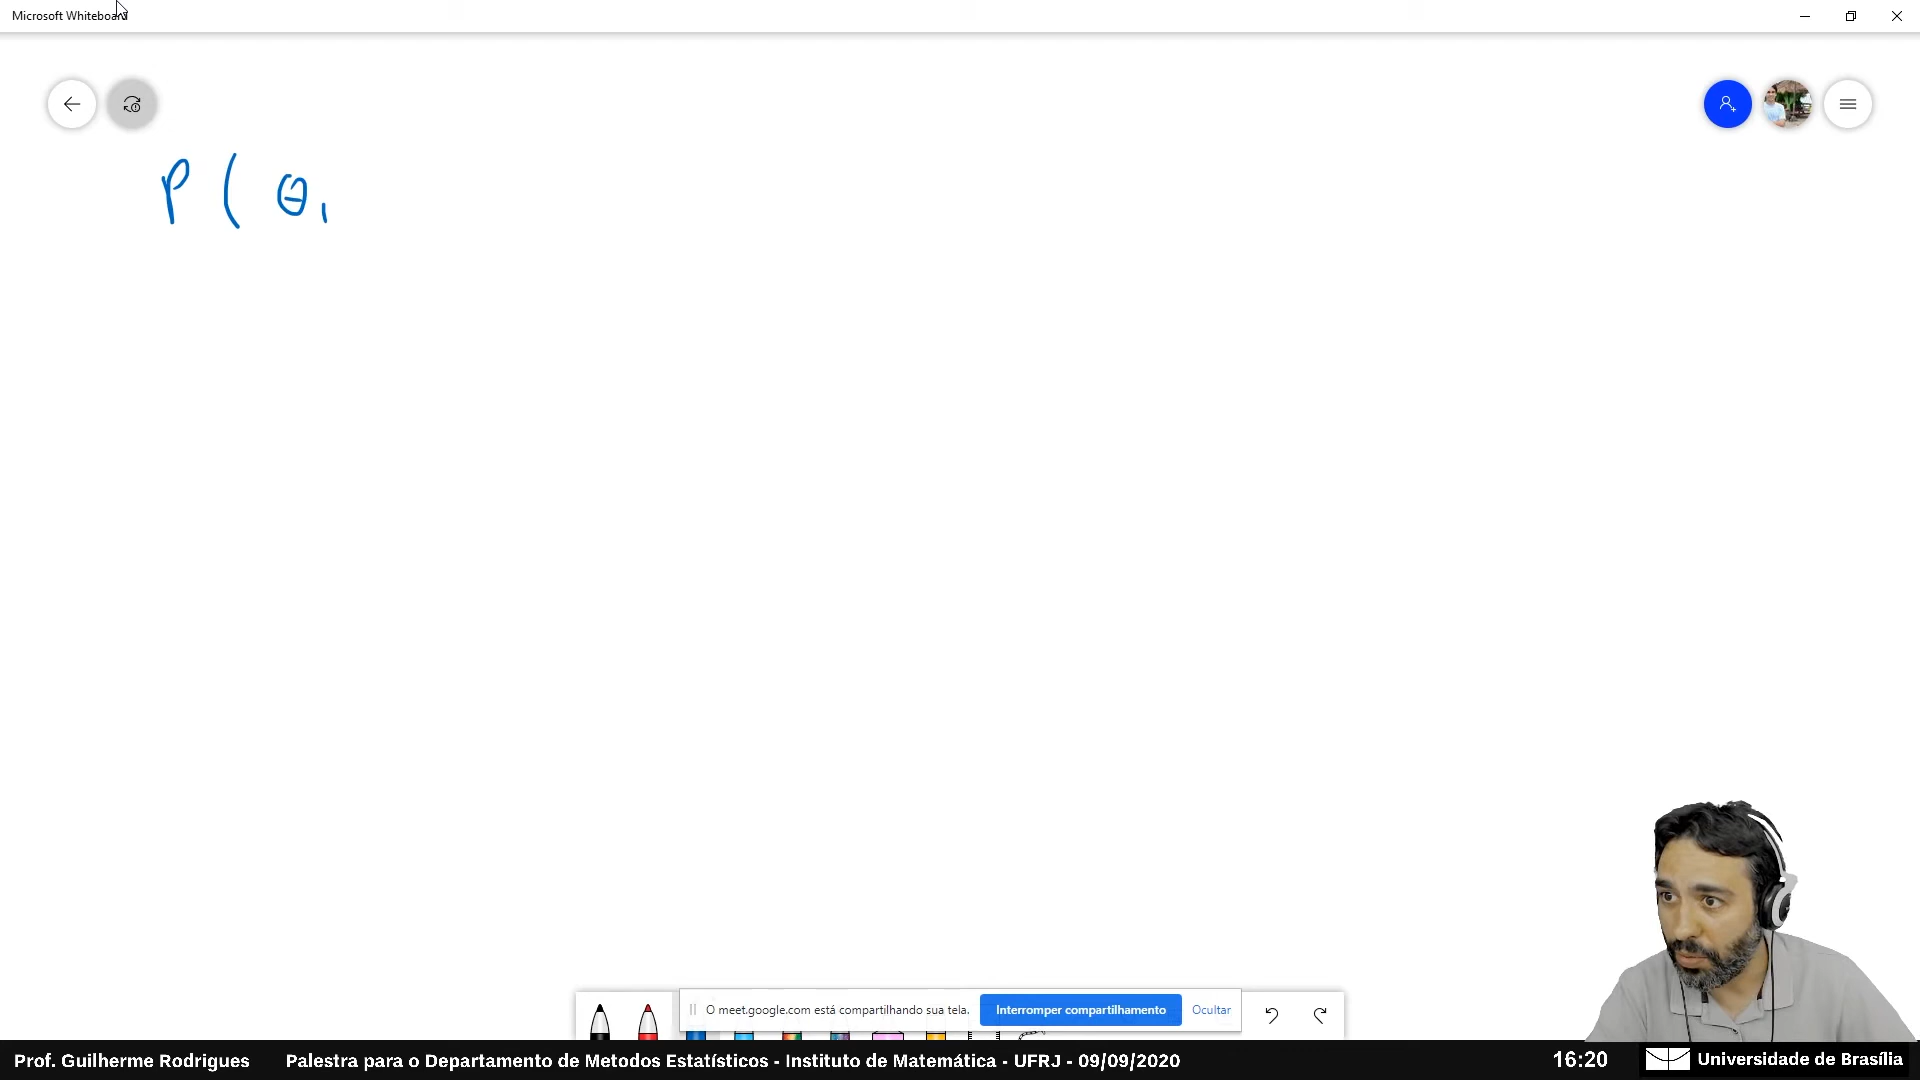 Microsoft Whiteboard
P ( θ,
O meet.google.com está compartilhando sua tela. Interromper compartilhamento Ocultar
Prof. Guilherme Rodrigues Palestra para o Departamento de Metodos Estatísticos - Instituto de Matemática - UFRJ - 09/09/2020 16:20 Universidade de Brasília